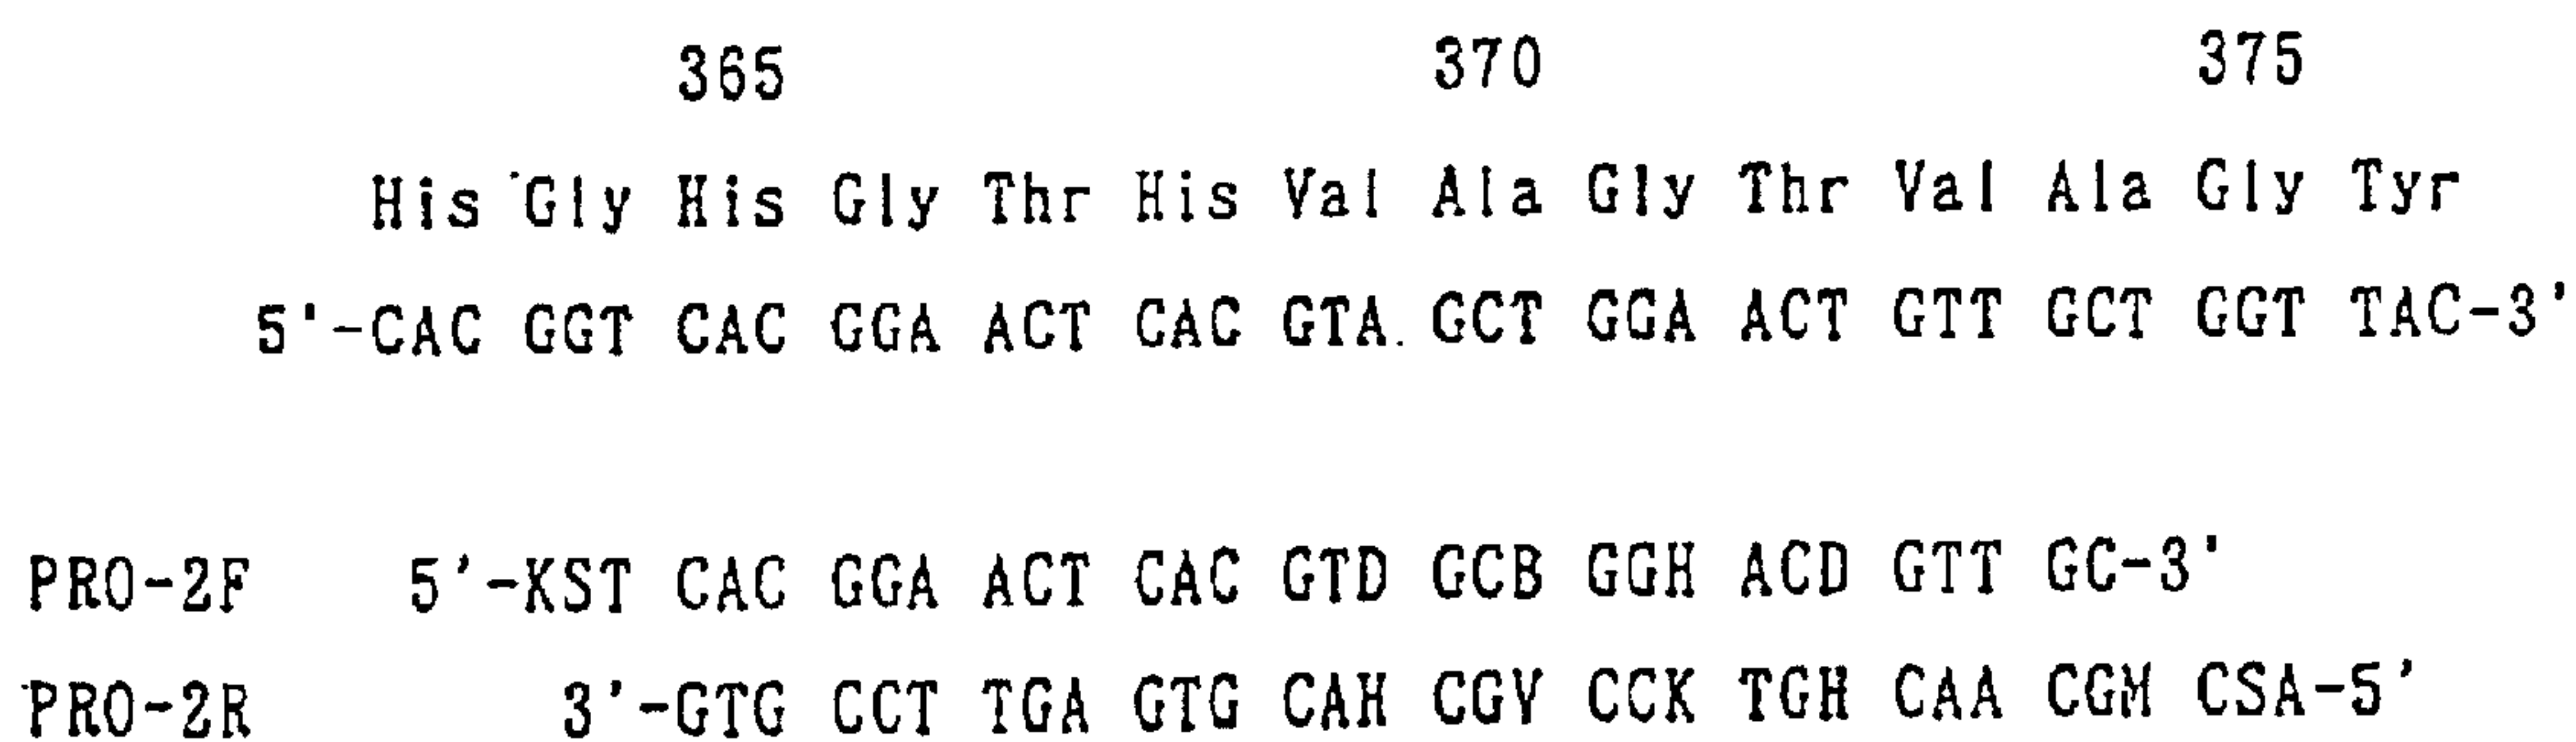 365 370 375
His Gly His Gly Thr His Val Ala Gly Thr Val Ala Gly Tyr
5'-CAC GGT CAC GGA ACT CAC GTA GCT GGA ACT GTT GCT GGT TAC-3'
PRO-2F 5'-KST CAC GGA ACT CAC GTD GCB GGH ACD GTT GC-3'
PRO-2R 3'-GTG CCT TGA GTG CAH CGV CCK TGH CAA CGM CSA-5'